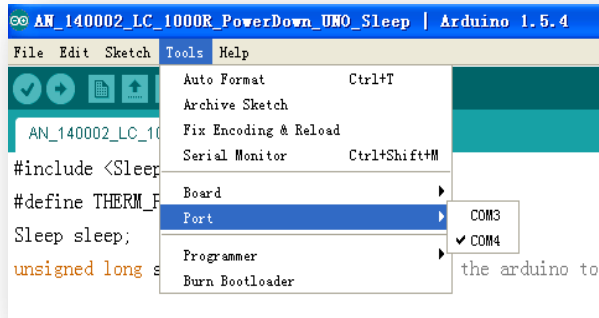 AN_140002_LC_1000R_PowerDown_UNO_Sleep | Arduino 1.5.4
File Edit Sketch Tools Help
Auto Format Ctrl+T
Archive Sketch
Fix Encoding & Reload
Serial Monitor Ctrl+Shift+M
Board
Port
COM3
COM4
Programmer
Burn Bootloader
AN_140002_LC_10
#include <Sleep
#define THERM_P
Sleep sleep;
unsigned long s the arduino to